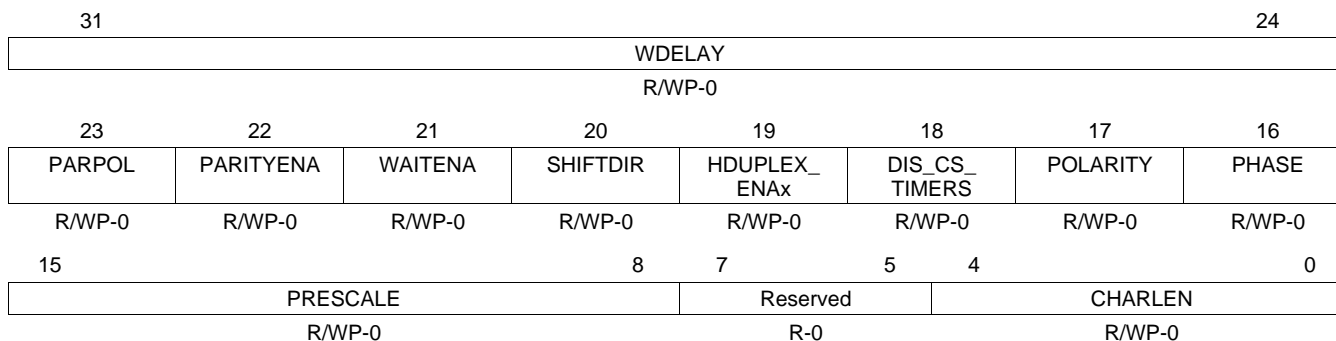 31 24
WDELAY
R/WP-0
23 22 21 20 19 18 17 16
PARPOL PARITYENA WAITENA SHIFTDIR HDUPLEX_ DIS_CS_ POLARITY PHASE
ENAx TIMERS
R/WP-0 R/WP-0 R/WP-0 R/WP-0 R/WP-0 R/WP-0 R/WP-0 R/WP-0
15 8 7 5 4 0
PRESCALE Reserved CHARLEN
R/WP-0 R-0 R/WP-0